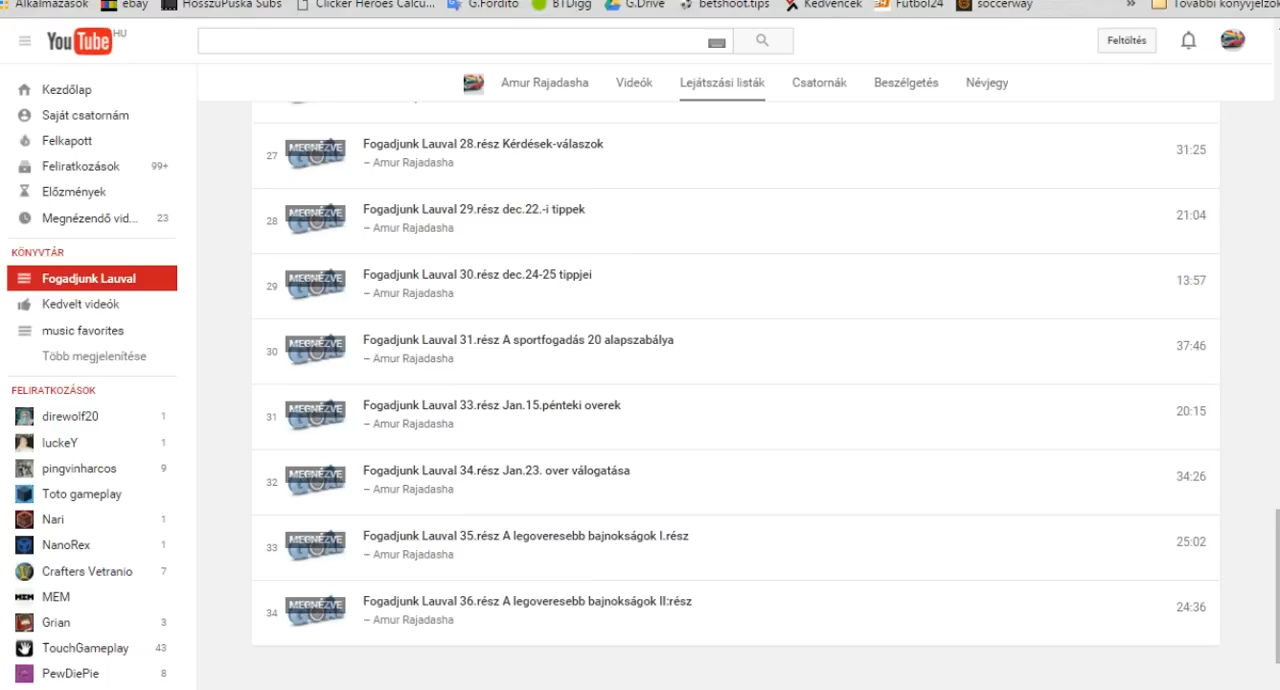 Alkalmazások ebay HosszuPuska Subs Clicker Heroes Calcu... G.Fordító BTDigg G.Drive betshoot.tips Kedvencek Futbol24 soccerway » További könyvjelzők
YouTube HU
Feltöltés
Amur Rajadasha Videók Lejátszási listák Csatornák Beszélgetés Névjegy
Kezdőlap
Saját csatornám
Felkapott
Feliratkozások 99+
Előzmények
Megnézendő vid... 23
KÖNYVTÁR
Fogadjunk Lauval
Kedvelt videók
music favorites
Több megjelenítése
FELIRATKOZÁSOK
direwolf20 1
luckeY 1
pingvinharcos 9
Toto gameplay
Nari 1
NanoRex 1
Crafters Vetranio 7
MEM
Grian 3
TouchGameplay 43
PewDiePie 8
27 MEGNÉZVE Fogadjunk Lauval 28.rész Kérdések-válaszok 31:25
– Amur Rajadasha
28 MEGNÉZVE Fogadjunk Lauval 29.rész dec.22.-i tippek 21:04
– Amur Rajadasha
29 MEGNÉZVE Fogadjunk Lauval 30.rész dec.24-25 tippjei 13:57
– Amur Rajadasha
30 MEGNÉZVE Fogadjunk Lauval 31.rész A sportfogadás 20 alapszabálya 37:46
– Amur Rajadasha
31 MEGNÉZVE Fogadjunk Lauval 33.rész Jan.15.pénteki overek 20:15
– Amur Rajadasha
32 MEGNÉZVE Fogadjunk Lauval 34.rész Jan.23. over válogatása 34:26
– Amur Rajadasha
33 MEGNÉZVE Fogadjunk Lauval 35.rész A legoveresebb bajnokságok I.rész 25:02
– Amur Rajadasha
34 MEGNÉZVE Fogadjunk Lauval 36.rész A legoveresebb bajnokságok II:rész 24:36
– Amur Rajadasha